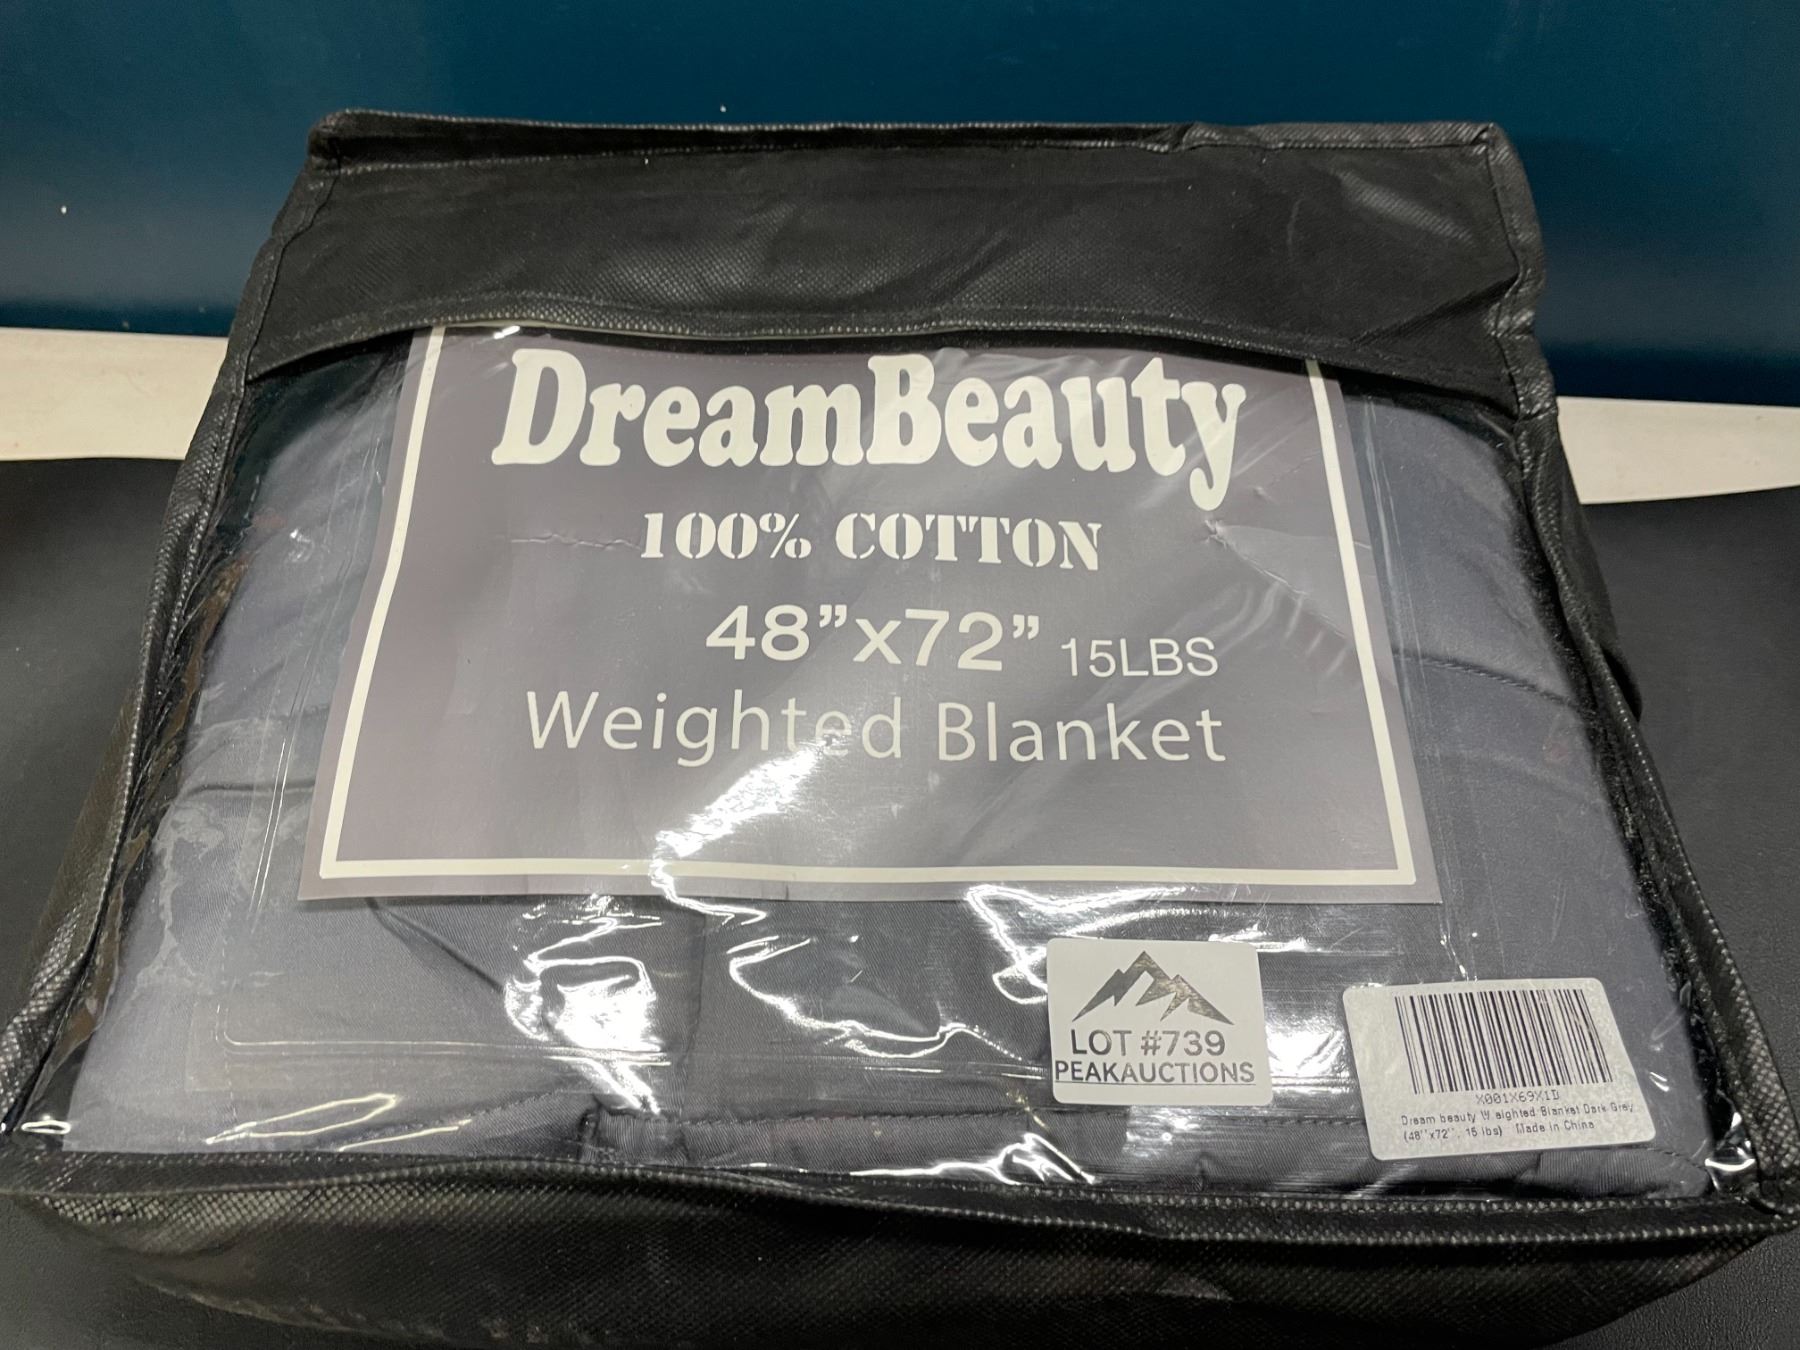 DreamBeauty
100% COTTON
48”x72” 15LBS
Weighted Blanket
LOT #739
PEAKAUCTIONS
X001X69X1D
Dream beauty W eighted Blanket Dark Grey
(48''x72'', 15 lbs) Made in China